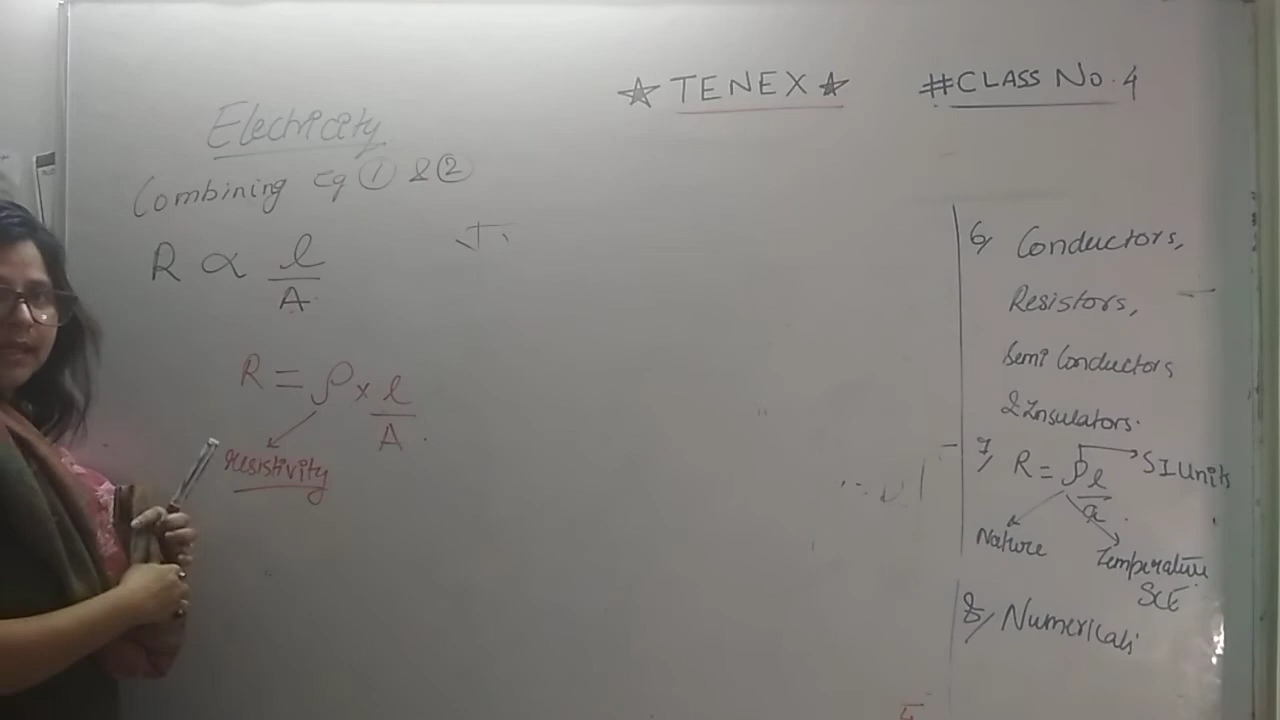 ☆ TENEX ☆ #CLASS No. 4
Electricity
Combining Eq ① & ②
R ∝ l/A
R = ρ × l/A
resistivity
6, Conductors,
Resistors,
Semi Conductors
& Insulators.
7, R = ρl/a → SI Units
Nature
Temperature
8, Numericals